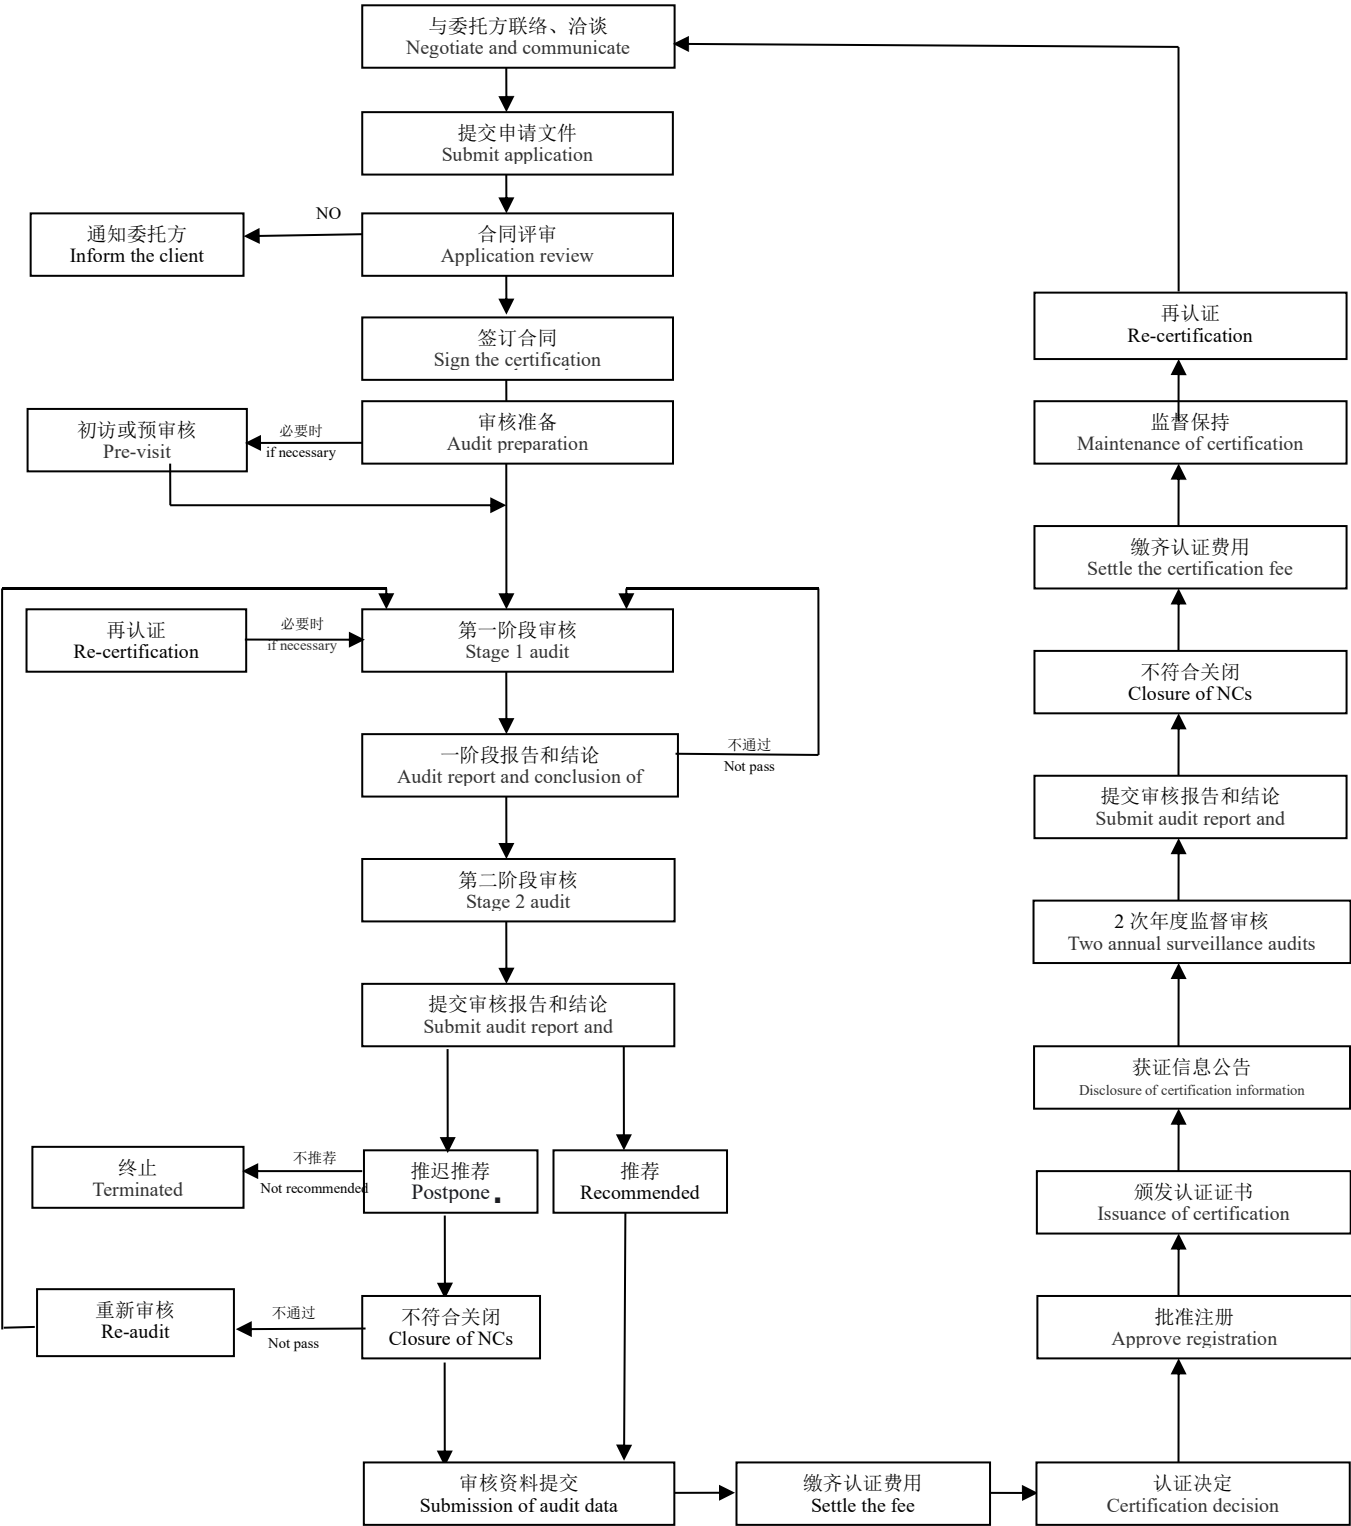 与委托方联络、洽谈
Negotiate and communicate
提交申请文件
Submit application
NO
通知委托方
Inform the client
合同评审
Application review
签订合同
Sign the certification
初访或预审核
Pre-visit
必要时
if necessary
审核准备
Audit preparation
再认证
Re-certification
必要时
if necessary
第一阶段审核
Stage 1 audit
一阶段报告和结论
Audit report and conclusion of
不通过
Not pass
第二阶段审核
Stage 2 audit
提交审核报告和结论
Submit audit report and
终止
Terminated
不推荐
Not recommended
推迟推荐
Postpone
推荐
Recommended
重新审核
Re-audit
不通过
Not pass
不符合关闭
Closure of NCs
审核资料提交
Submission of audit data
缴齐认证费用
Settle the fee
认证决定
Certification decision
批准注册
Approve registration
颁发认证证书
Issuance of certification
获证信息公告
Disclosure of certification information
2 次年度监督审核
Two annual surveillance audits
提交审核报告和结论
Submit audit report and
不符合关闭
Closure of NCs
缴齐认证费用
Settle the certification fee
监督保持
Maintenance of certification
再认证
Re-certification